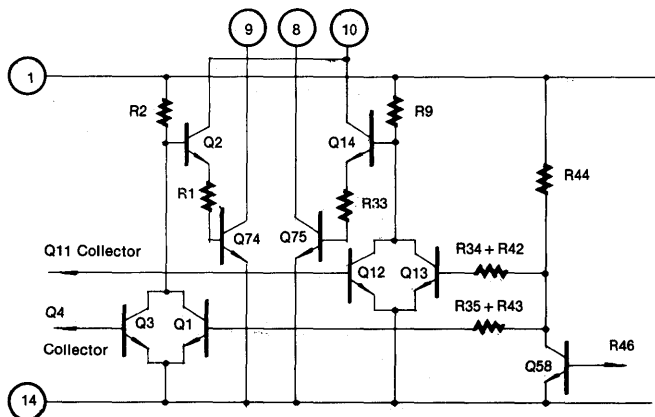 9 8 10
1
R2 R9
Q2 Q14
R44
R1 R33
Q74 Q75
R34 + R42
Q11 Collector
Q12 Q13
R35 + R43
Q4
Q3 Q1
Collector
R46
Q58
14